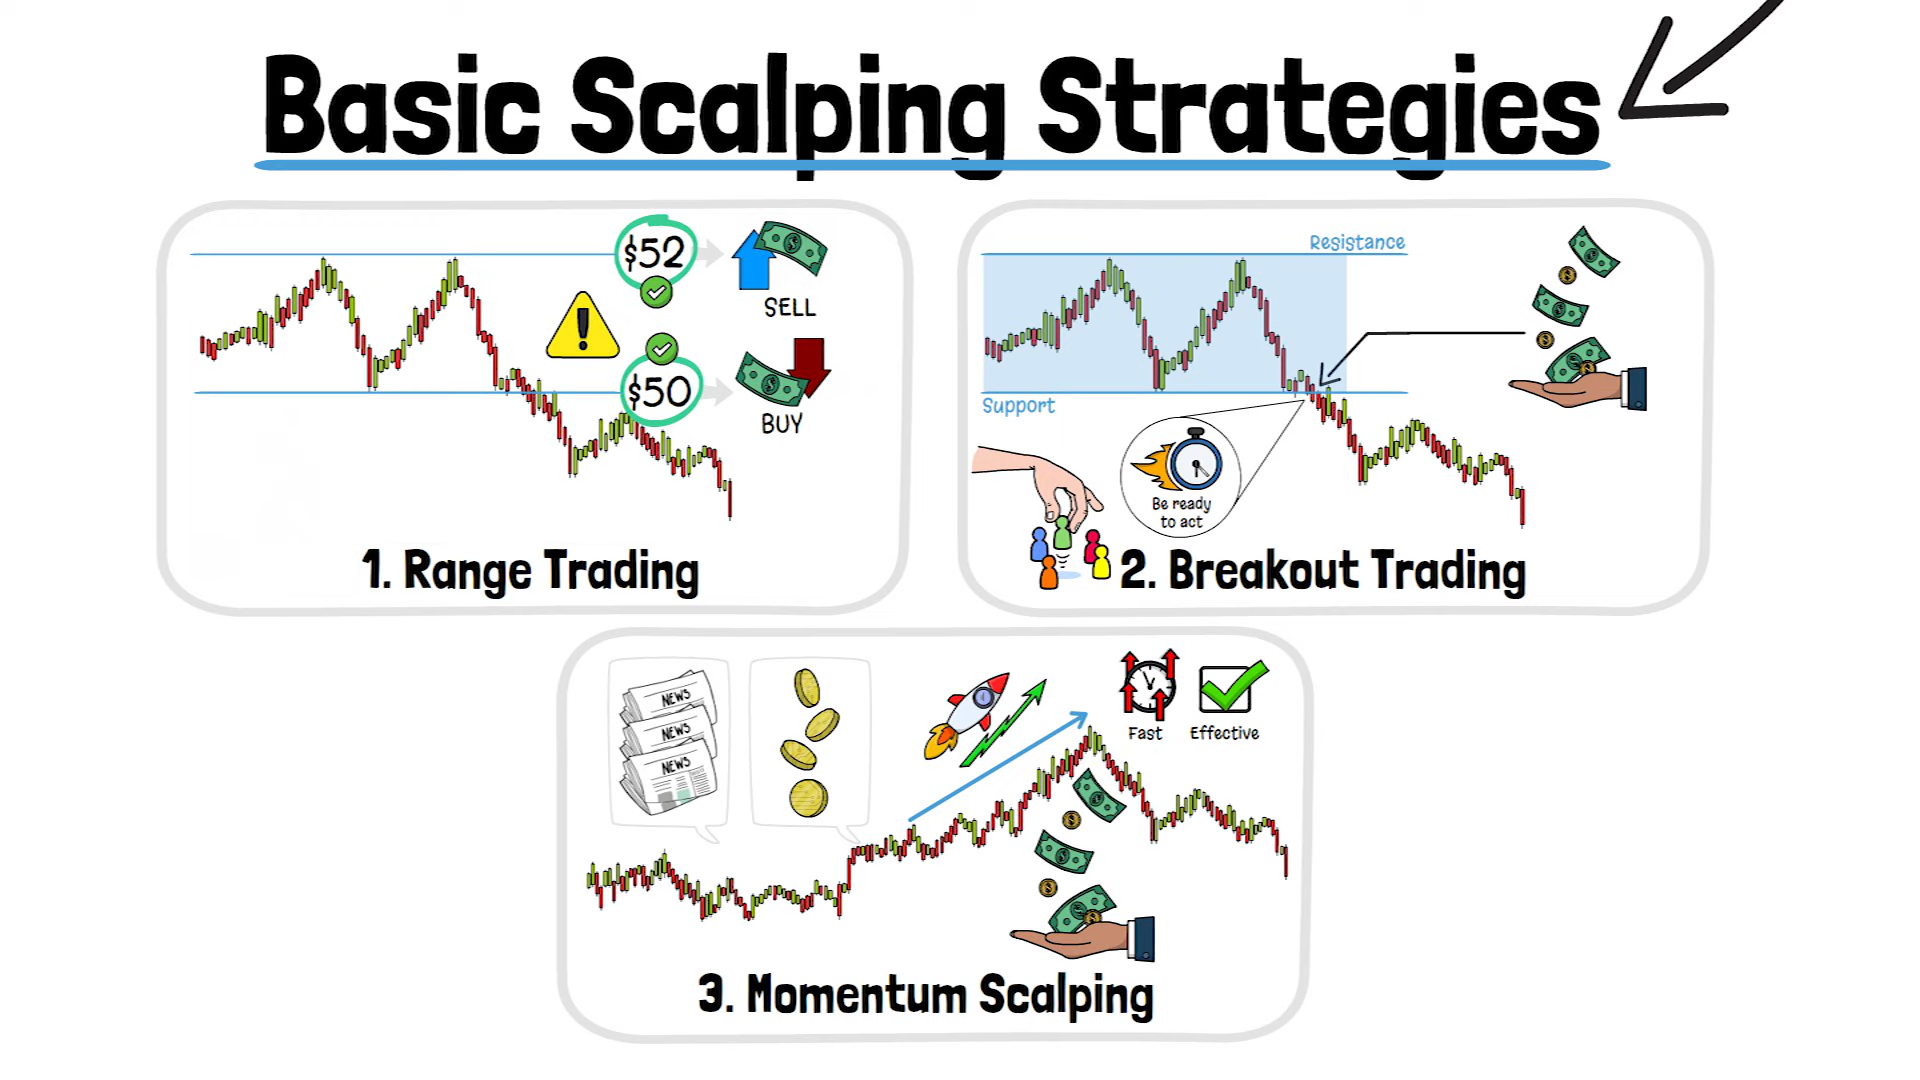 Basic Scalping Strategies
$52
SELL
$50
BUY
1. Range Trading
Resistance
Support
Be ready
to act
2. Breakout Trading
NEWS
NEWS
NEWS
Fast
Effective
3. Momentum Scalping